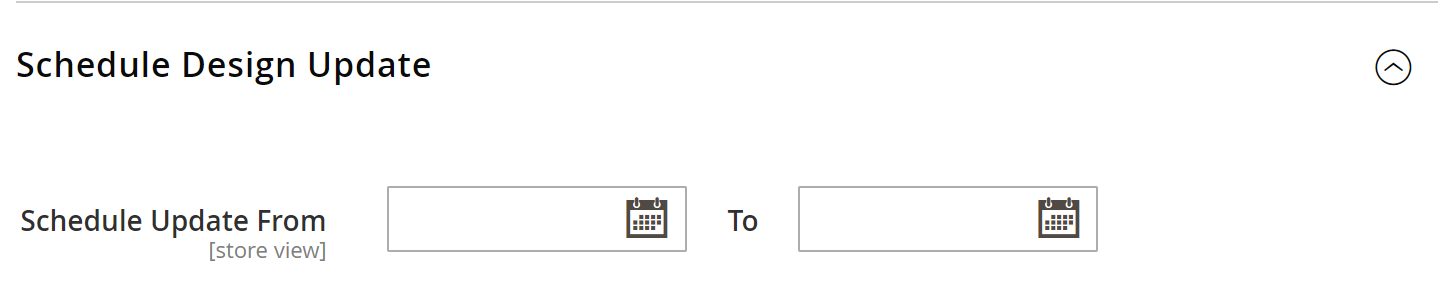 Schedule Design Update
Schedule Update From To
[store view]